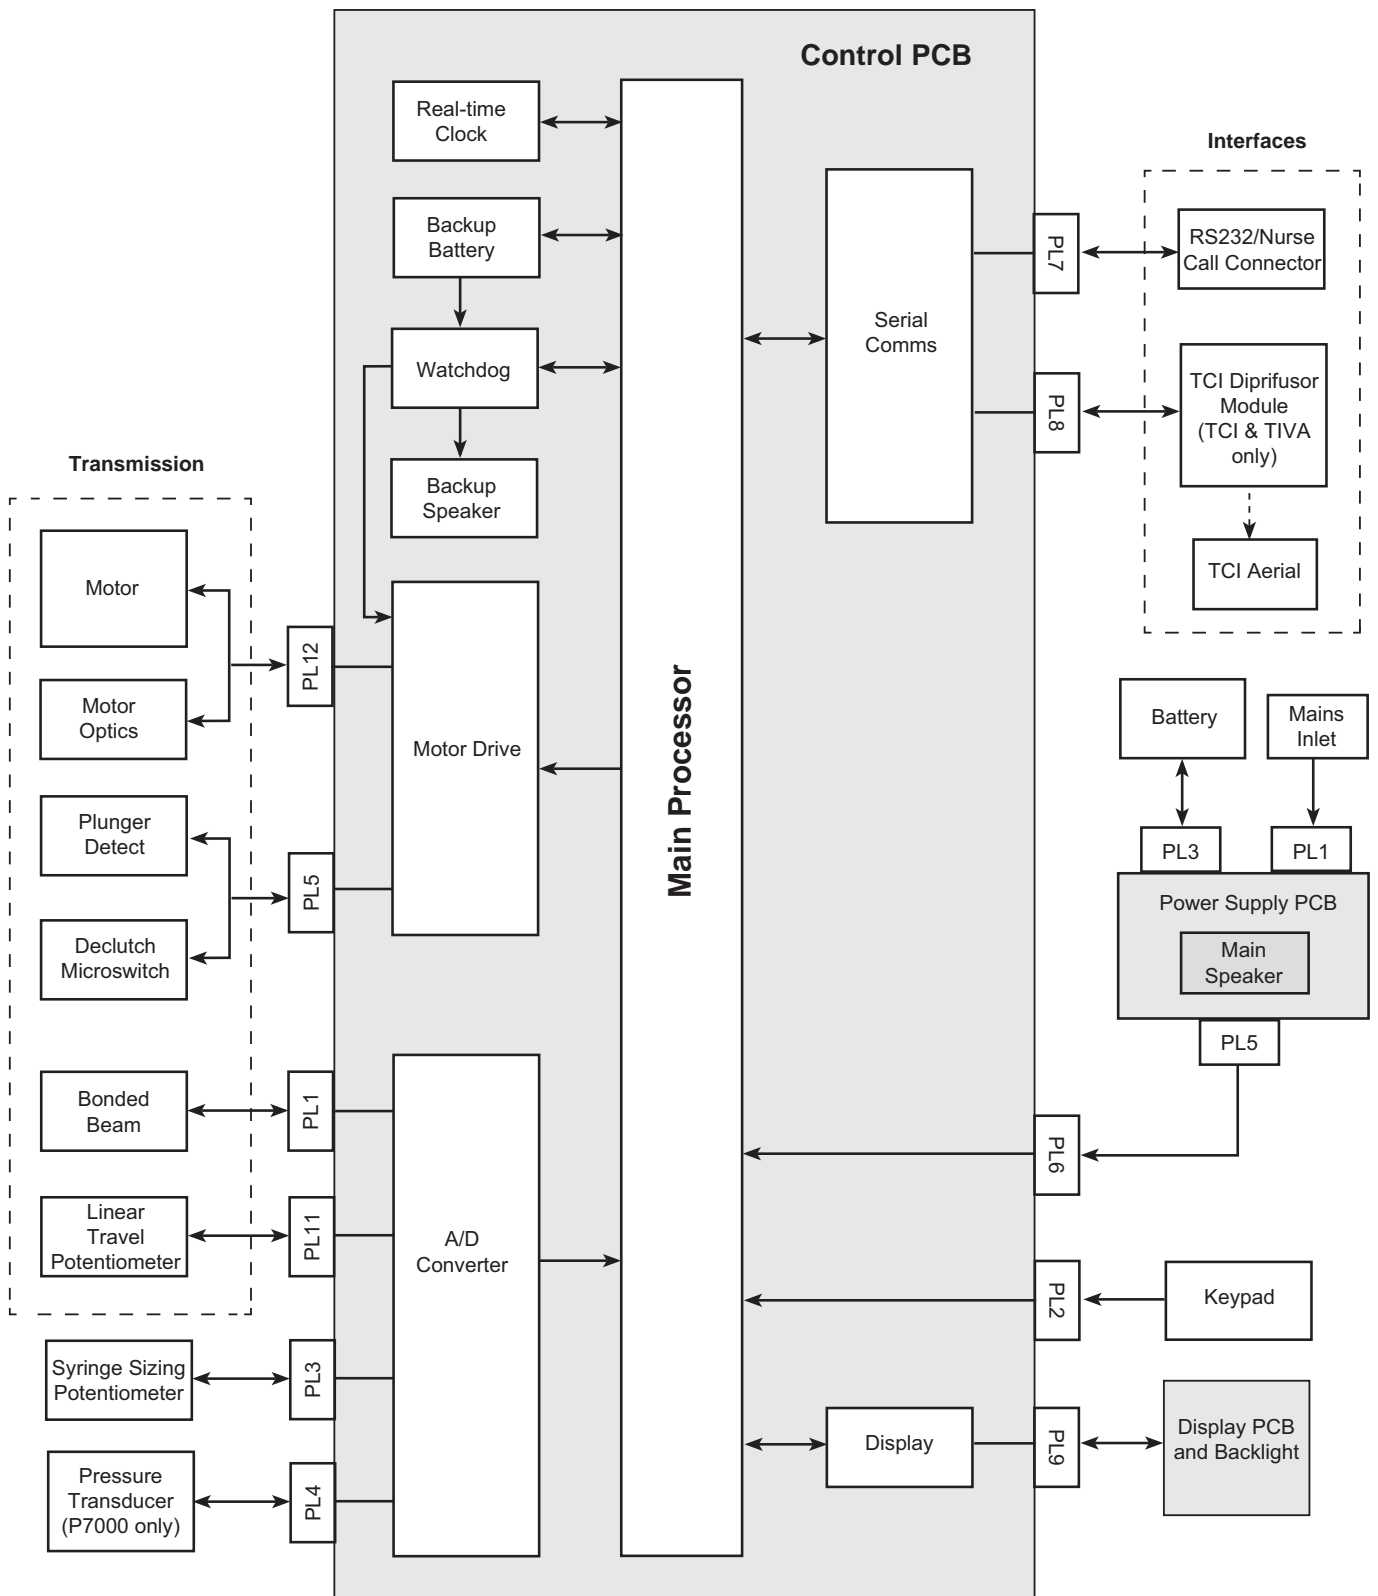 Control PCB
Real-time
Clock
Backup
Battery
Watchdog
Backup
Speaker
Transmission
Motor
Motor
Optics
Plunger
Detect
Declutch
Microswitch
Bonded
Beam
Linear
Travel
Potentiometer
Syringe Sizing
Potentiometer
Pressure
Transducer
(P7000 only)
PL12
PL5
PL1
PL11
PL3
PL4
Motor Drive
A/D
Converter
Main Processor
Serial
Comms
Display
PL7
PL8
PL6
PL2
PL9
Interfaces
RS232/Nurse
Call Connector
TCI Diprifusor
Module
(TCI & TIVA
only)
TCI Aerial
Battery
Mains
Inlet
PL3
PL1
Power Supply PCB
Main
Speaker
PL5
Keypad
Display PCB
and Backlight